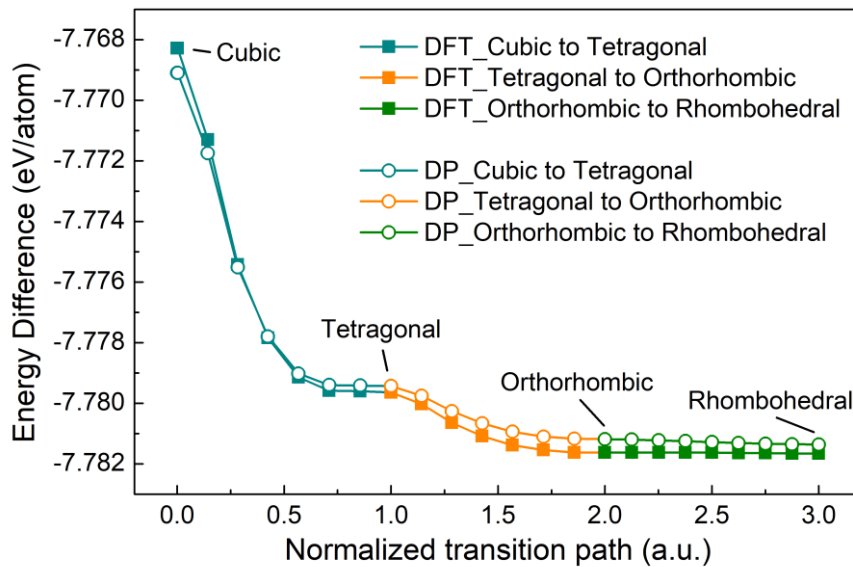 -7.768
-7.770
-7.772
-7.774
-7.776
-7.778
-7.780
-7.782
Energy Difference (eV/atom)
Cubic
DFT_Cubic to Tetragonal
DFT_Tetragonal to Orthorhombic
DFT_Orthorhombic to Rhombohedral
DP_Cubic to Tetragonal
DP_Tetragonal to Orthorhombic
DP_Orthorhombic to Rhombohedral
Tetragonal
Orthorhombic
Rhombohedral
0.0 0.5 1.0 1.5 2.0 2.5 3.0
Normalized transition path (a.u.)